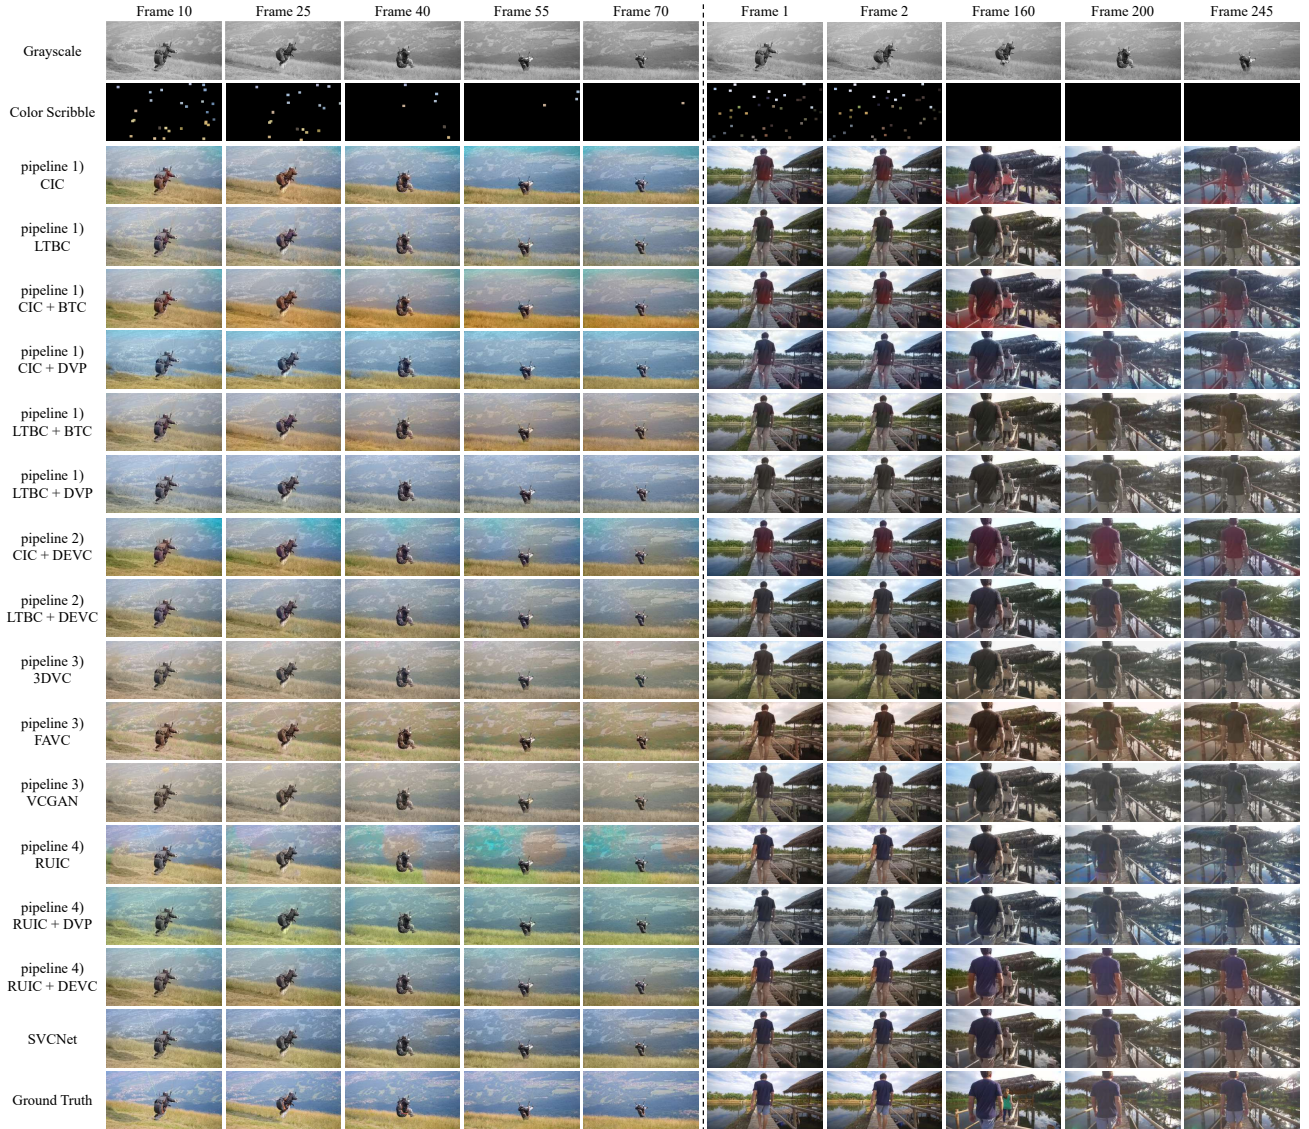 Frame 10 Frame 25 Frame 40 Frame 55 Frame 70 Frame 1 Frame 2 Frame 160 Frame 200 Frame 245
Grayscale
Color Scribble
pipeline 1)
CIC
pipeline 1)
LTBC
pipeline 1)
CIC + BTC
pipeline 1)
CIC + DVP
pipeline 1)
LTBC + BTC
pipeline 1)
LTBC + DVP
pipeline 2)
CIC + DEVC
pipeline 2)
LTBC + DEVC
pipeline 3)
3DVC
pipeline 3)
FAVC
pipeline 3)
VCGAN
pipeline 4)
RUIC
pipeline 4)
RUIC + DVP
pipeline 4)
RUIC + DEVC
SVCNet
Ground Truth